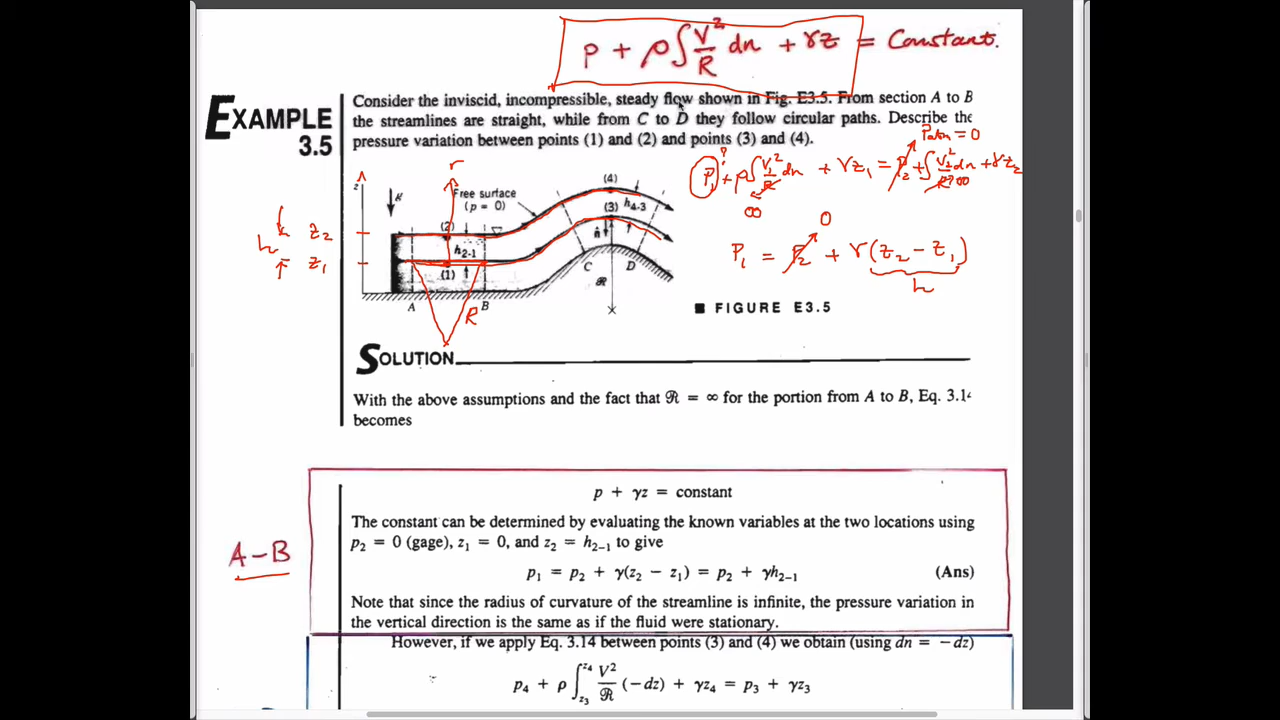 p + ρ∫V²/R dn + γz = Constant.
EXAMPLE 3.5
Consider the inviscid, incompressible, steady flow shown in Fig. E3.5. From section A to B
the streamlines are straight, while from C to D they follow circular paths. Describe the
pressure variation between points (1) and (2) and points (3) and (4).
Patm = 0
P₁ ? + ρ∫V₁²/R dn + γz₁ = P₂ + ∫V₂²/R dn + γz₂
∞ ∞
0
P₁ = P₂ + γ(z₂ − z₁)
h
z
g
r
Free surface
(p = 0)
(4)
(3)
h4-3
n̂
(2)
h2-1
(1)
z₂
h
z₁
A
B
R
C
D
ℛ
■ FIGURE E3.5
SOLUTION
With the above assumptions and the fact that ℛ = ∞ for the portion from A to B, Eq. 3.14
becomes
p + γz = constant
The constant can be determined by evaluating the known variables at the two locations using
p₂ = 0 (gage), z₁ = 0, and z₂ = h₂₋₁ to give
A-B
p₁ = p₂ + γ(z₂ − z₁) = p₂ + γh₂₋₁ (Ans)
Note that since the radius of curvature of the streamline is infinite, the pressure variation in
the vertical direction is the same as if the fluid were stationary.
However, if we apply Eq. 3.14 between points (3) and (4) we obtain (using dn = −dz)
p₄ + ρ ∫_{z₃}^{z₄} V²/ℛ (−dz) + γz₄ = p₃ + γz₃